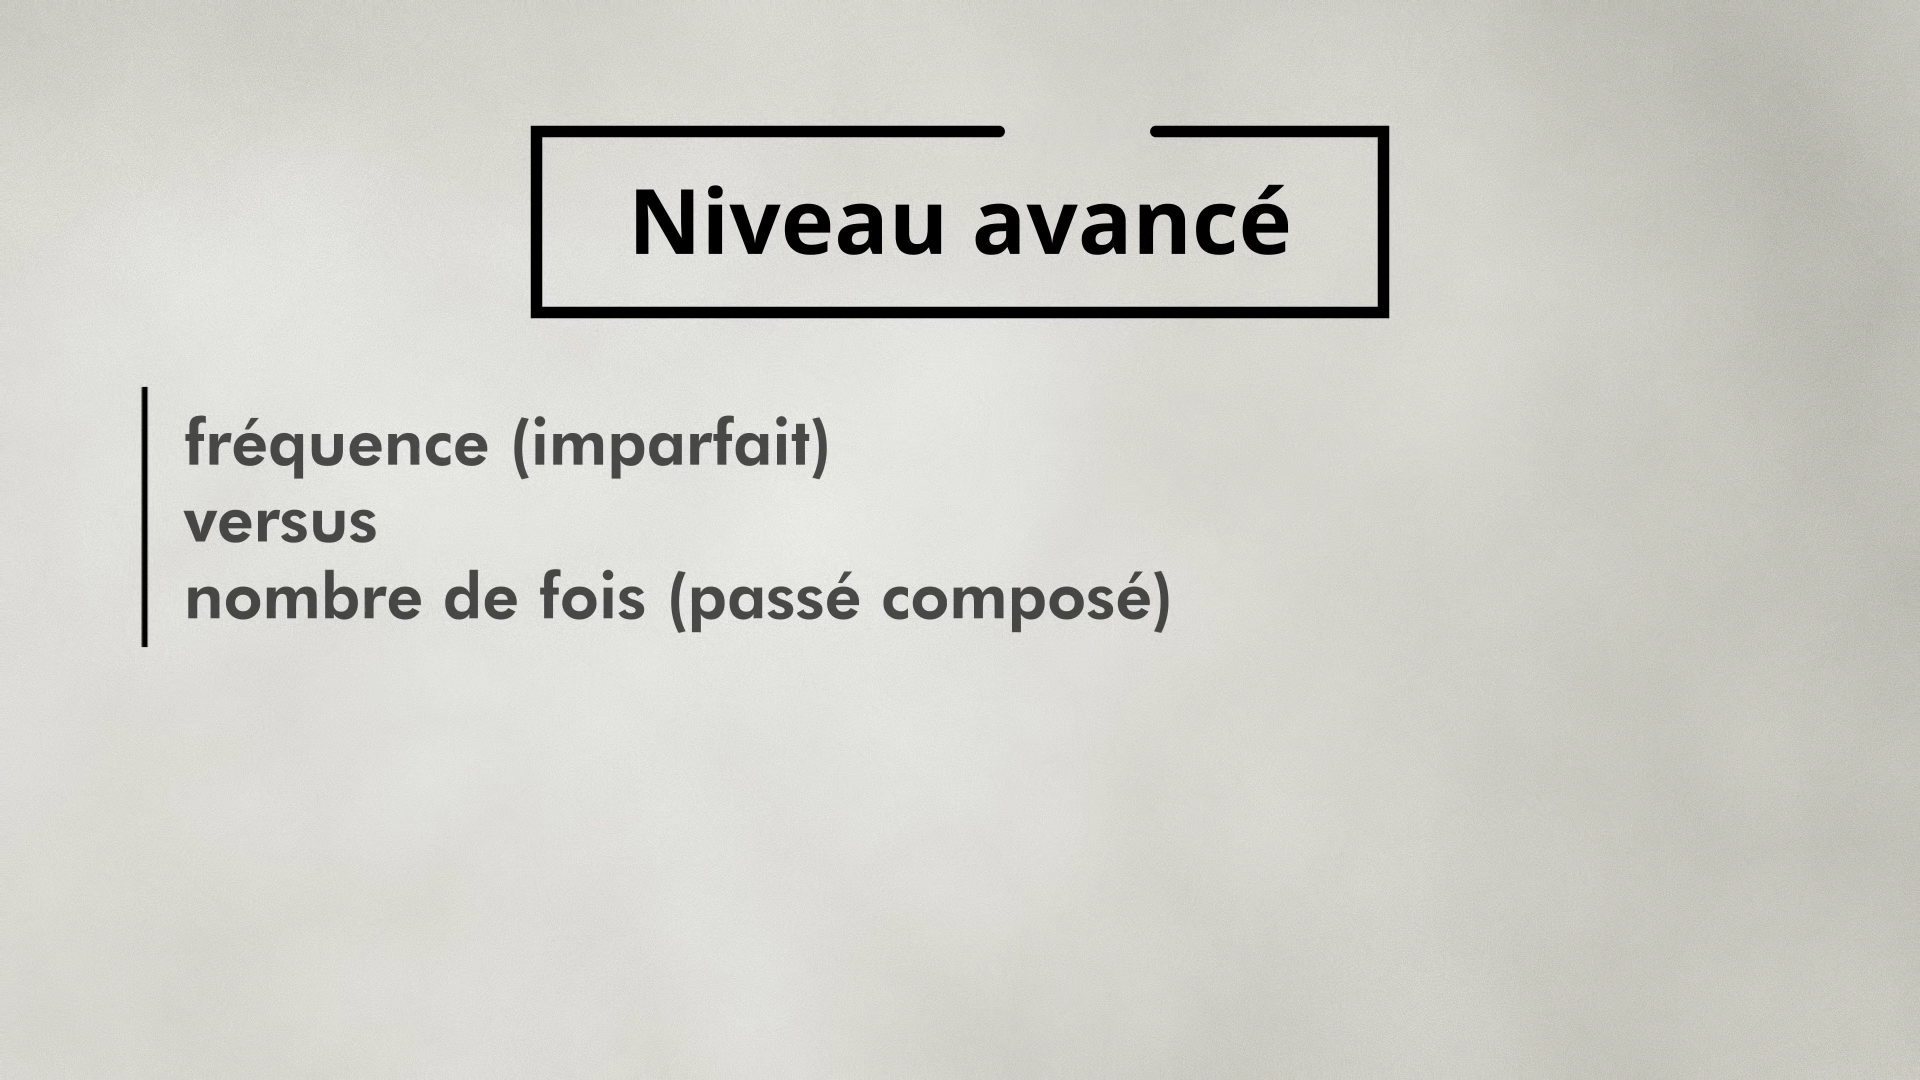 Niveau avancé
fréquence (imparfait)
versus
nombre de fois (passé composé)